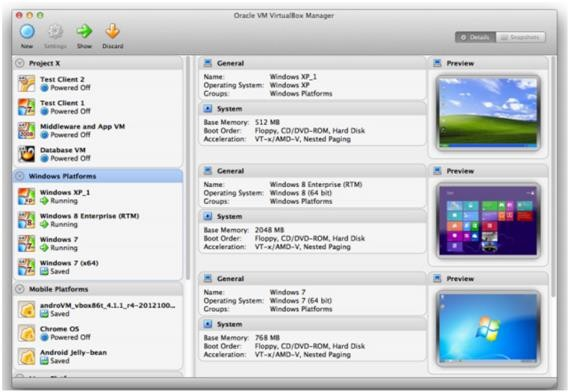 Oracle VM VirtualBox Manager
New Settings Show Discard
Details Snapshots
Project X
Test Client 2
Powered Off
Test Client 1
Powered Off
Middleware and App VM
Powered Off
Database VM
Powered Off
Windows Platforms
Windows XP_1
Running
Windows 8 Enterprise (RTM)
Running
Windows 7
Running
Windows 7 (x64)
Saved
Mobile Platforms
androVM_vbox86t_4.1.1_r4-2012100...
Saved
Chrome OS
Powered Off
Android Jelly-bean
Saved
General
Name: Windows XP_1
Operating System: Windows XP
Groups: Windows Platforms
System
Base Memory: 512 MB
Boot Order: Floppy, CD/DVD-ROM, Hard Disk
Acceleration: VT-x/AMD-V, Nested Paging
Preview
General
Name: Windows 8 Enterprise (RTM)
Operating System: Windows 8 (64 bit)
Groups: Windows Platforms
System
Base Memory: 2048 MB
Boot Order: Floppy, CD/DVD-ROM, Hard Disk
Acceleration: VT-x/AMD-V, Nested Paging
Preview
General
Name: Windows 7
Operating System: Windows 7 (64 bit)
Groups: Windows Platforms
System
Base Memory: 768 MB
Boot Order: Floppy, CD/DVD-ROM, Hard Disk
Acceleration: VT-x/AMD-V, Nested Paging
Preview